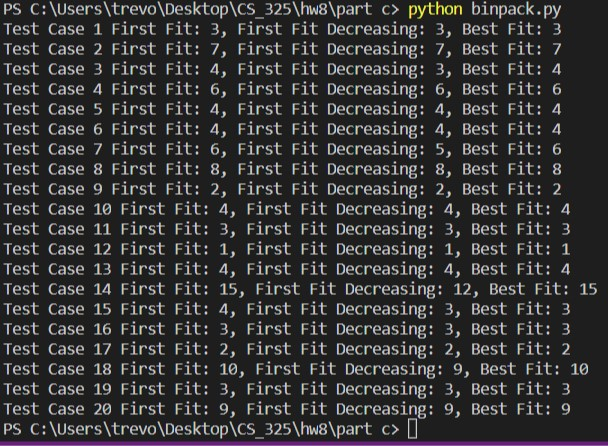 PS C:\Users\trevo\Desktop\CS_325\hw8\part c> python binpack.py
Test Case 1 First Fit: 3, First Fit Decreasing: 3, Best Fit: 3
Test Case 2 First Fit: 7, First Fit Decreasing: 7, Best Fit: 7
Test Case 3 First Fit: 4, First Fit Decreasing: 3, Best Fit: 4
Test Case 4 First Fit: 6, First Fit Decreasing: 6, Best Fit: 6
Test Case 5 First Fit: 4, First Fit Decreasing: 4, Best Fit: 4
Test Case 6 First Fit: 4, First Fit Decreasing: 4, Best Fit: 4
Test Case 7 First Fit: 6, First Fit Decreasing: 5, Best Fit: 6
Test Case 8 First Fit: 8, First Fit Decreasing: 8, Best Fit: 8
Test Case 9 First Fit: 2, First Fit Decreasing: 2, Best Fit: 2
Test Case 10 First Fit: 4, First Fit Decreasing: 4, Best Fit: 4
Test Case 11 First Fit: 3, First Fit Decreasing: 3, Best Fit: 3
Test Case 12 First Fit: 1, First Fit Decreasing: 1, Best Fit: 1
Test Case 13 First Fit: 4, First Fit Decreasing: 4, Best Fit: 4
Test Case 14 First Fit: 15, First Fit Decreasing: 12, Best Fit: 15
Test Case 15 First Fit: 4, First Fit Decreasing: 3, Best Fit: 3
Test Case 16 First Fit: 3, First Fit Decreasing: 3, Best Fit: 3
Test Case 17 First Fit: 2, First Fit Decreasing: 2, Best Fit: 2
Test Case 18 First Fit: 10, First Fit Decreasing: 9, Best Fit: 10
Test Case 19 First Fit: 3, First Fit Decreasing: 3, Best Fit: 3
Test Case 20 First Fit: 9, First Fit Decreasing: 9, Best Fit: 9
PS C:\Users\trevo\Desktop\CS_325\hw8\part c>